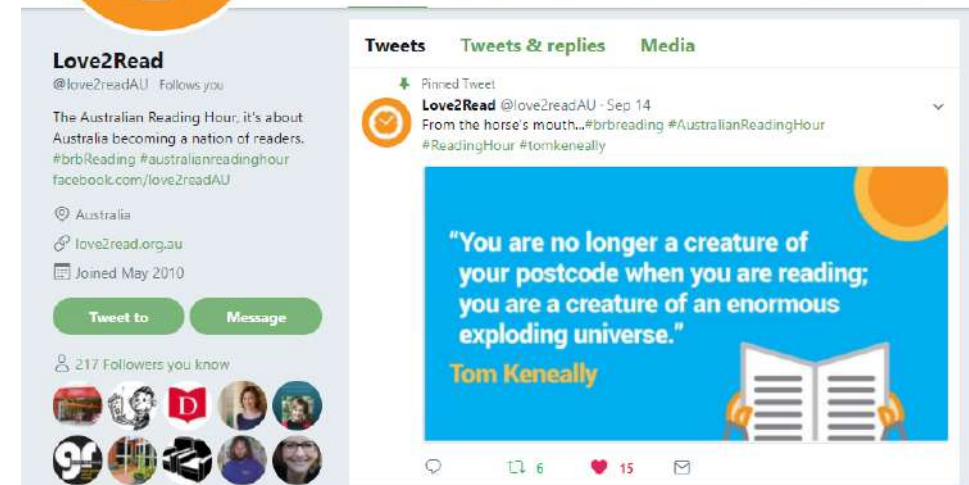 Love2Read
@love2readAU Follows you
The Australian Reading Hour, it's about
Australia becoming a nation of readers.
#brbReading #australianreadinghour
facebook.com/love2readAU
Australia
love2read.org.au
Joined May 2010
Tweet to Message
217 Followers you know
D
gr
Tweets Tweets & replies Media
Pinned Tweet
Love2Read @love2readAU · Sep 14
From the horse's mouth...#brbreading #AustralianReadingHour
#ReadingHour #tomkeneally
"You are no longer a creature of
your postcode when you are reading;
you are a creature of an enormous
exploding universe."
Tom Keneally
6 15